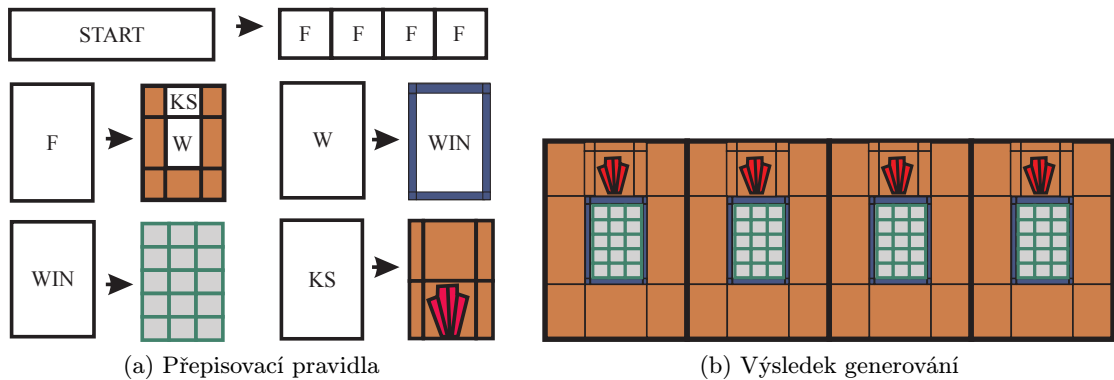 START
F F F F
F
KS
W
W
WIN
WIN
KS
(a) Přepisovací pravidla
(b) Výsledek generování